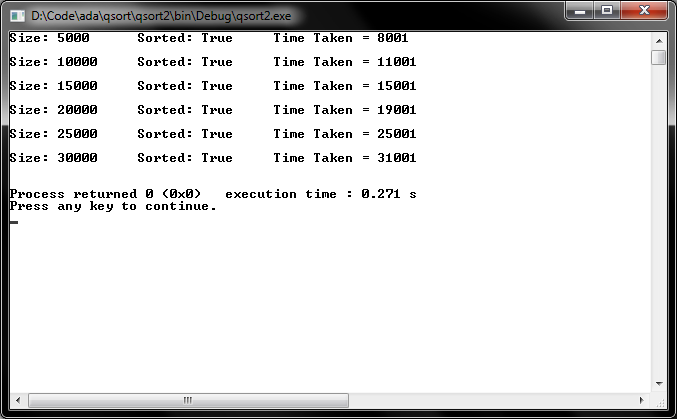 D:\Code\ada\qsort\qsort2\bin\Debug\qsort2.exe
Size: 5000      Sorted: True     Time Taken = 8001
Size: 10000     Sorted: True     Time Taken = 11001
Size: 15000     Sorted: True     Time Taken = 15001
Size: 20000     Sorted: True     Time Taken = 19001
Size: 25000     Sorted: True     Time Taken = 25001
Size: 30000     Sorted: True     Time Taken = 31001
Process returned 0 (0x0)   execution time : 0.271 s
Press any key to continue.